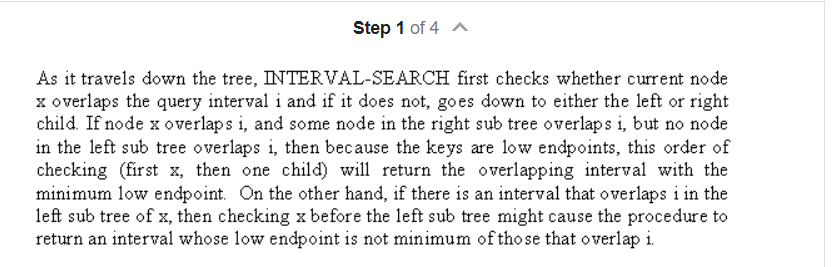 Step 1 of 4
As it travels down the tree, INTERVAL-SEARCH first checks whether current node
x overlaps the query interval i and if it does not, goes down to either the left or right
child. If node x overlaps i, and some node in the right sub tree overlaps i, but no node
in the left sub tree overlaps i, then because the keys are low endpoints, this order of
checking (first x, then one child) will return the overlapping interval with the
minimum low endpoint. On the other hand, if there is an interval that overlaps i in the
left sub tree of x, then checking x before the left sub tree might cause the procedure to
return an interval whose low endpoint is not minimum of those that overlap i.